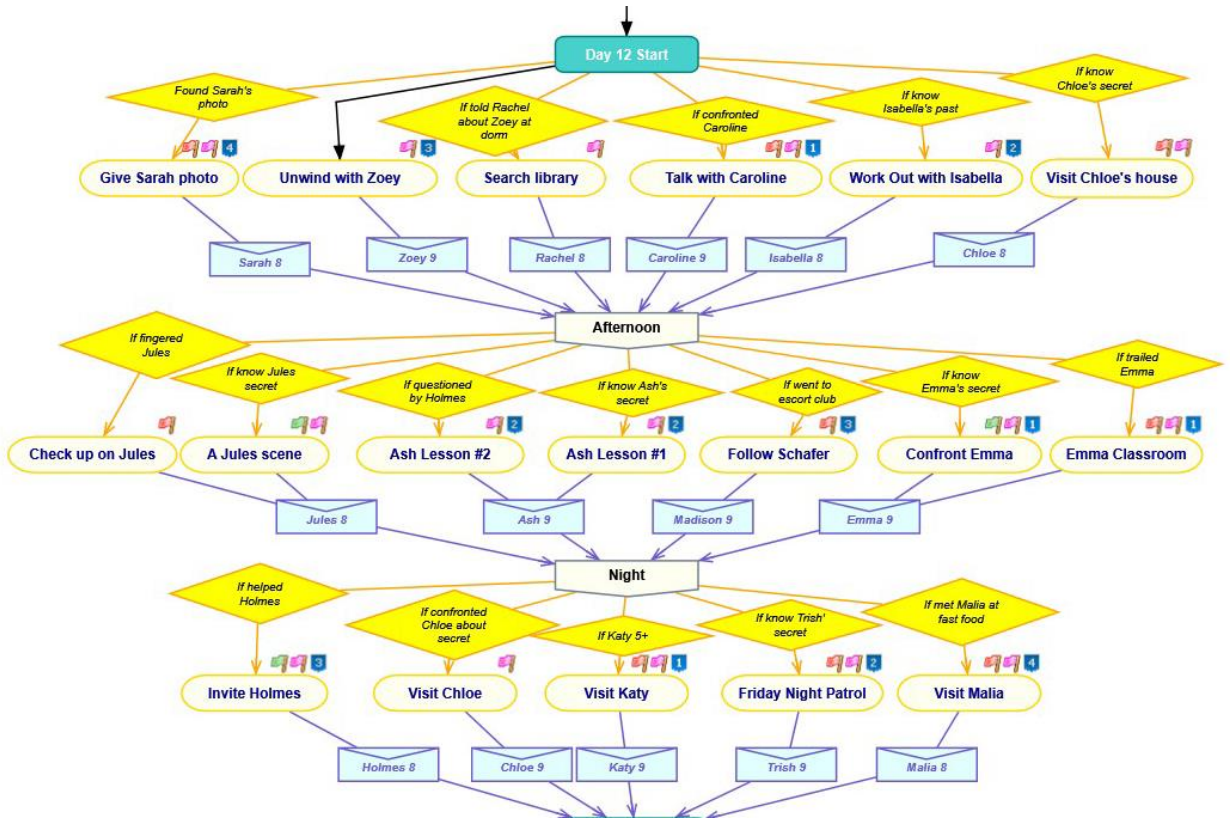 Day 12 Start
Found Sarah's
photo
If told Rachel
about Zoey at
dorm
If confronted
Caroline
If know
Isabella's past
If know
Chloe's secret
4
3
1
2
Give Sarah photo
Unwind with Zoey
Search library
Talk with Caroline
Work Out with Isabella
Visit Chloe's house
Sarah 8
Zoey 9
Rachel 8
Caroline 9
Isabella 8
Chloe 8
Afternoon
If fingered
Jules
If know Jules
secret
If questioned
by Holmes
If know Ash's
secret
If went to
escort club
If know
Emma's secret
If trailed
Emma
2
2
3
1
1
Check up on Jules
A Jules scene
Ash Lesson #2
Ash Lesson #1
Follow Schafer
Confront Emma
Emma Classroom
Jules 8
Ash 9
Madison 9
Emma 9
Night
If helped
Holmes
If confronted
Chloe about
secret
If Katy 5+
If know Trish'
secret
If met Malia at
fast food
3
1
2
4
Invite Holmes
Visit Chloe
Visit Katy
Friday Night Patrol
Visit Malia
Holmes 8
Chloe 9
Katy 9
Trish 9
Malia 8